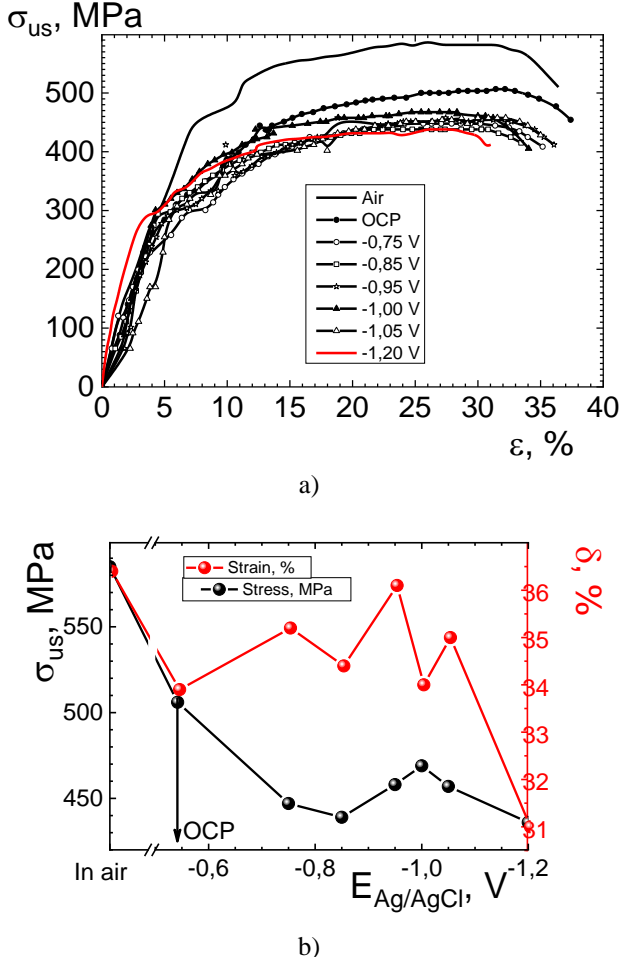 σus, MPa
500
400
300
200
100
0
Air
OCP
-0,75 V
-0,85 V
-0,95 V
-1,00 V
-1,05 V
-1,20 V
0 5 10 15 20 25 30 35 40
ε, %
a)
σus, MPa
550
500
450
Strain, %
Stress, MPa
OCP
δ, %
36
35
34
33
32
31
In air -0,6 -0,8 -1,0 -1,2
E Ag/AgCl, V
b)